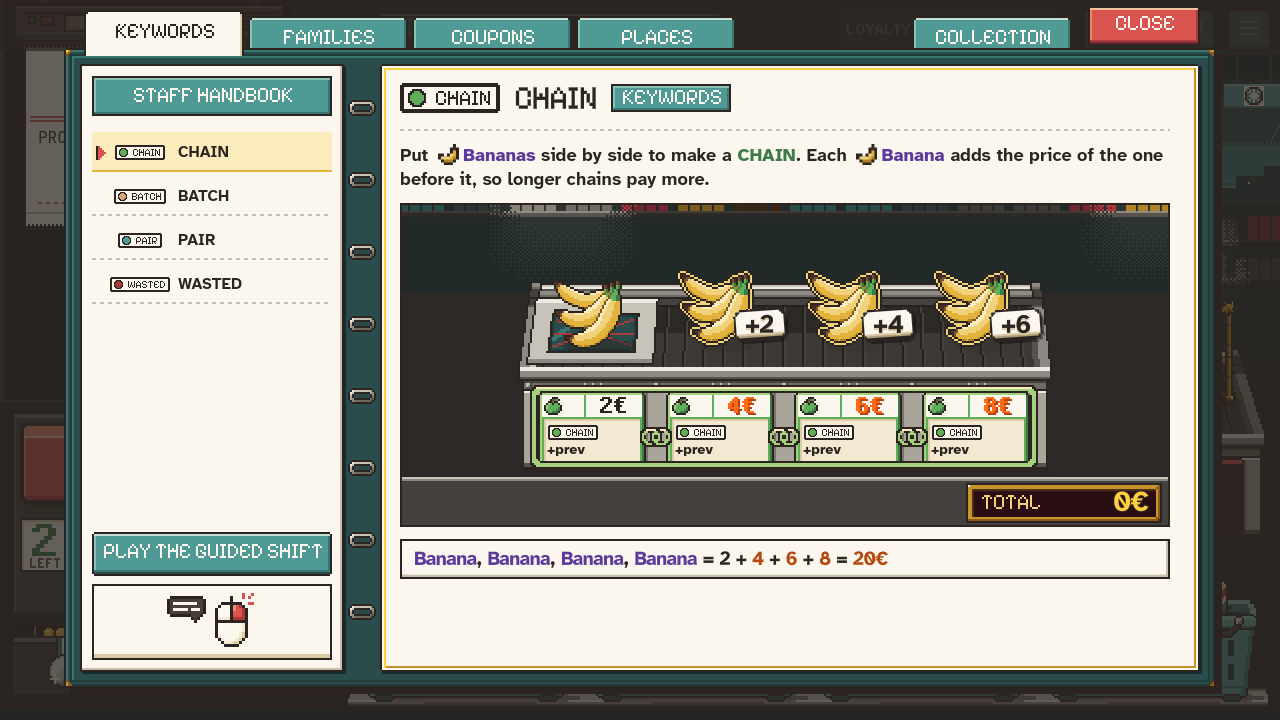 KEYWORDS
FAMILIES
COUPONS
PLACES
LOYALTY
COLLECTION
CLOSE
STAFF HANDBOOK
CHAIN CHAIN
BATCH BATCH
PAIR PAIR
WASTED WASTED
PLAY THE GUIDED SHIFT
PRO
2
LEFT
CHAIN CHAIN KEYWORDS
Put Bananas side by side to make a CHAIN. Each Banana adds the price of the one
before it, so longer chains pay more.
+2 +4 +6
2€ 4€ 6€ 8€
CHAIN CHAIN CHAIN CHAIN
+prev +prev +prev +prev
TOTAL 0€
Banana, Banana, Banana, Banana = 2 + 4 + 6 + 8 = 20€